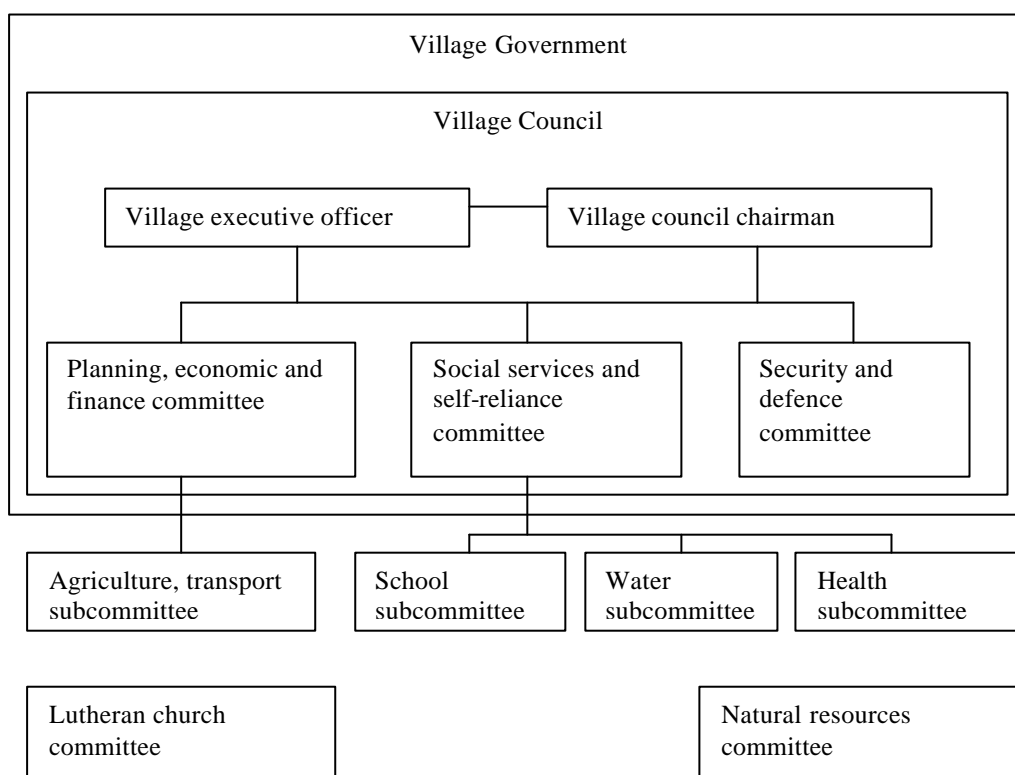 Village Government
Village Council
Village executive officer
Village council chairman
Planning, economic and
finance committee
Social services and
self-reliance
committee
Security and
defence
committee
Agriculture, transport
subcommittee
School
subcommittee
Water
subcommittee
Health
subcommittee
Lutheran church
committee
Natural resources
committee